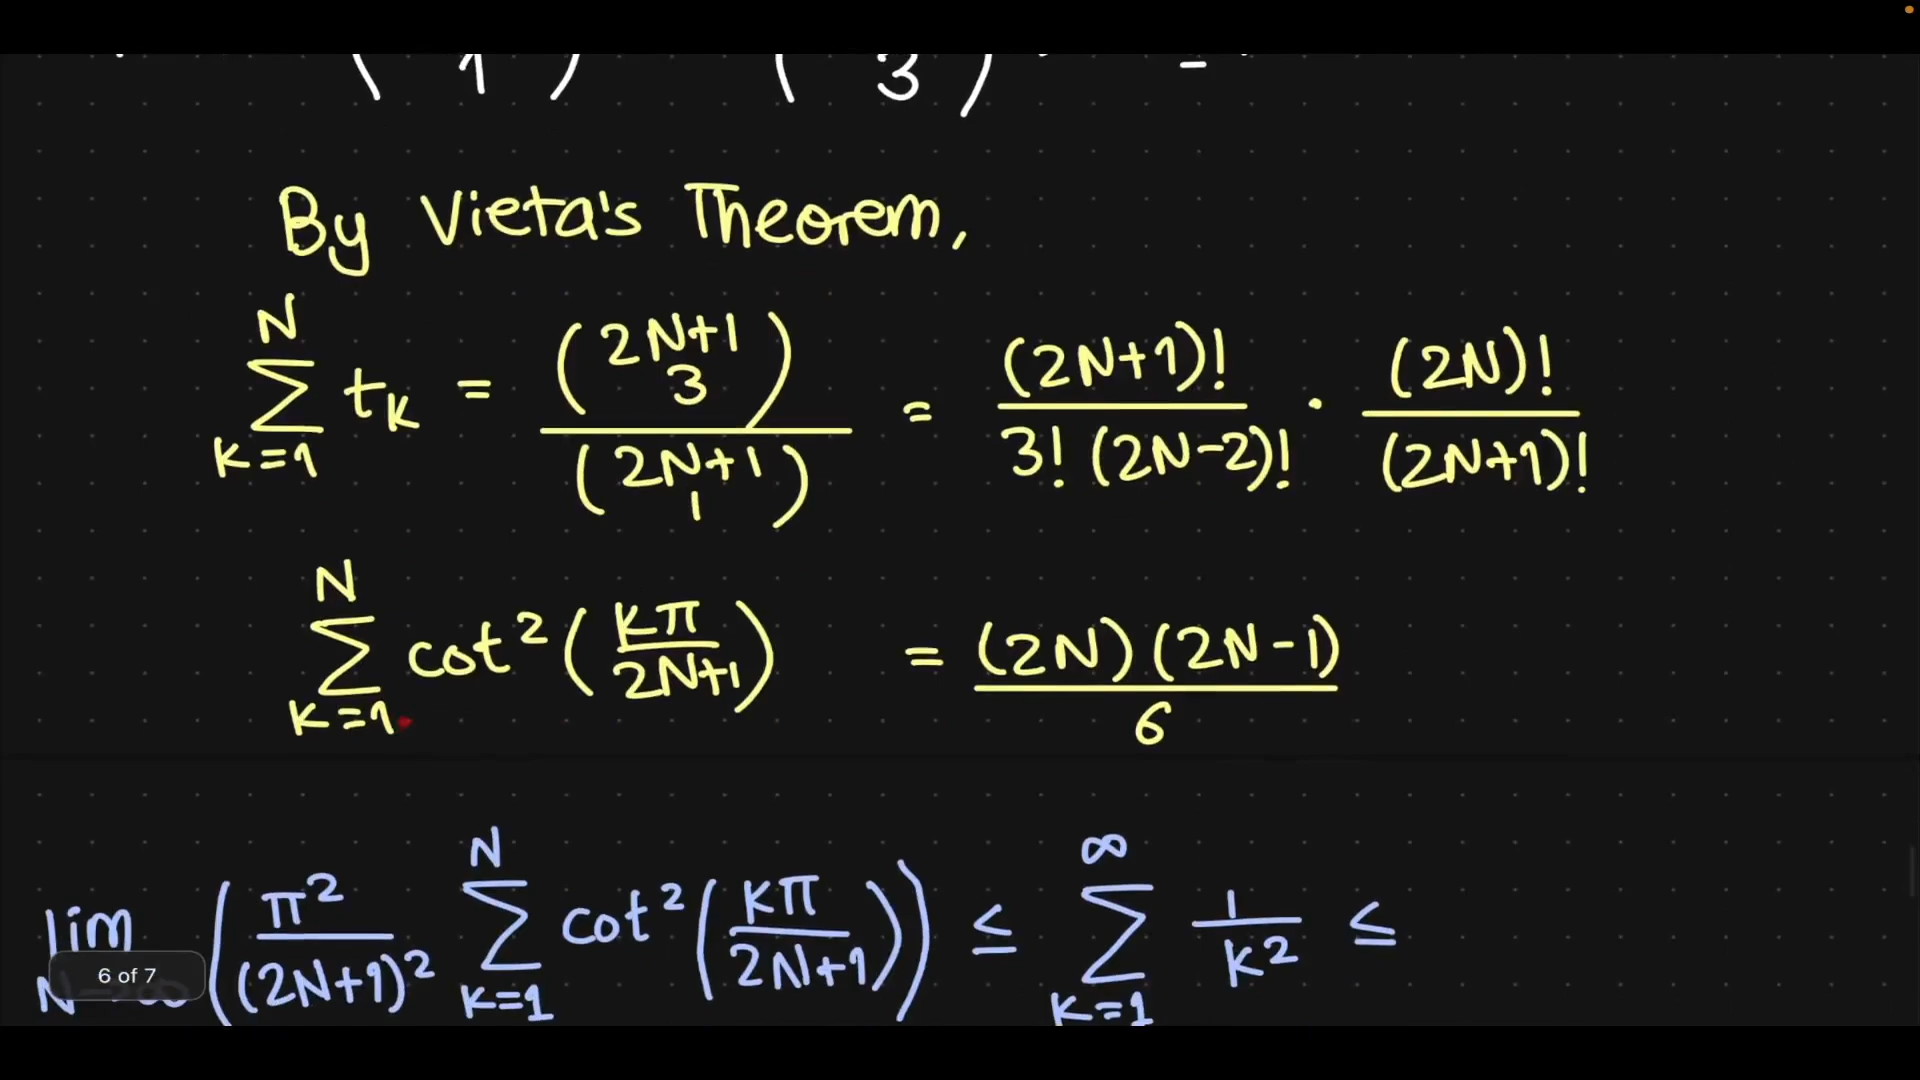 ( 1 ) ( 3 )
By Vieta's Theorem,
N
∑ t_k = (2N+1 3) / (2N+1 1) = (2N+1)! / 3! (2N-2)! · (2N)! / (2N+1)!
K=1
N
∑ cot² (Kπ / 2N+1) = (2N)(2N-1) / 6
K=1
lim N→∞ (π² / (2N+1)² ∑ N K=1 cot² (Kπ / 2N+1)) ≤ ∑ ∞ K=1 1 / K² ≤
6 of 7